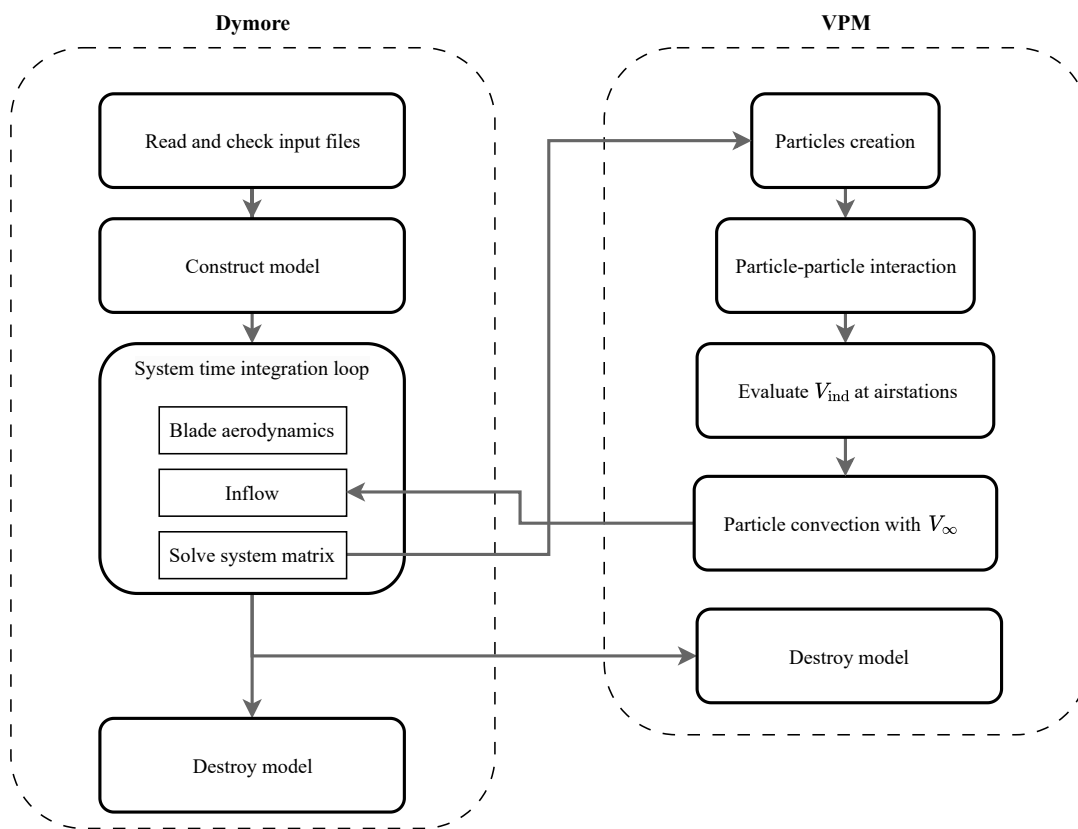 Dymore
Read and check input files
Construct model
System time integration loop
Blade aerodynamics
Inflow
Solve system matrix
Destroy model
VPM
Particles creation
Particle-particle interaction
Evaluate V_ind at airstations
Particle convection with V_∞
Destroy model